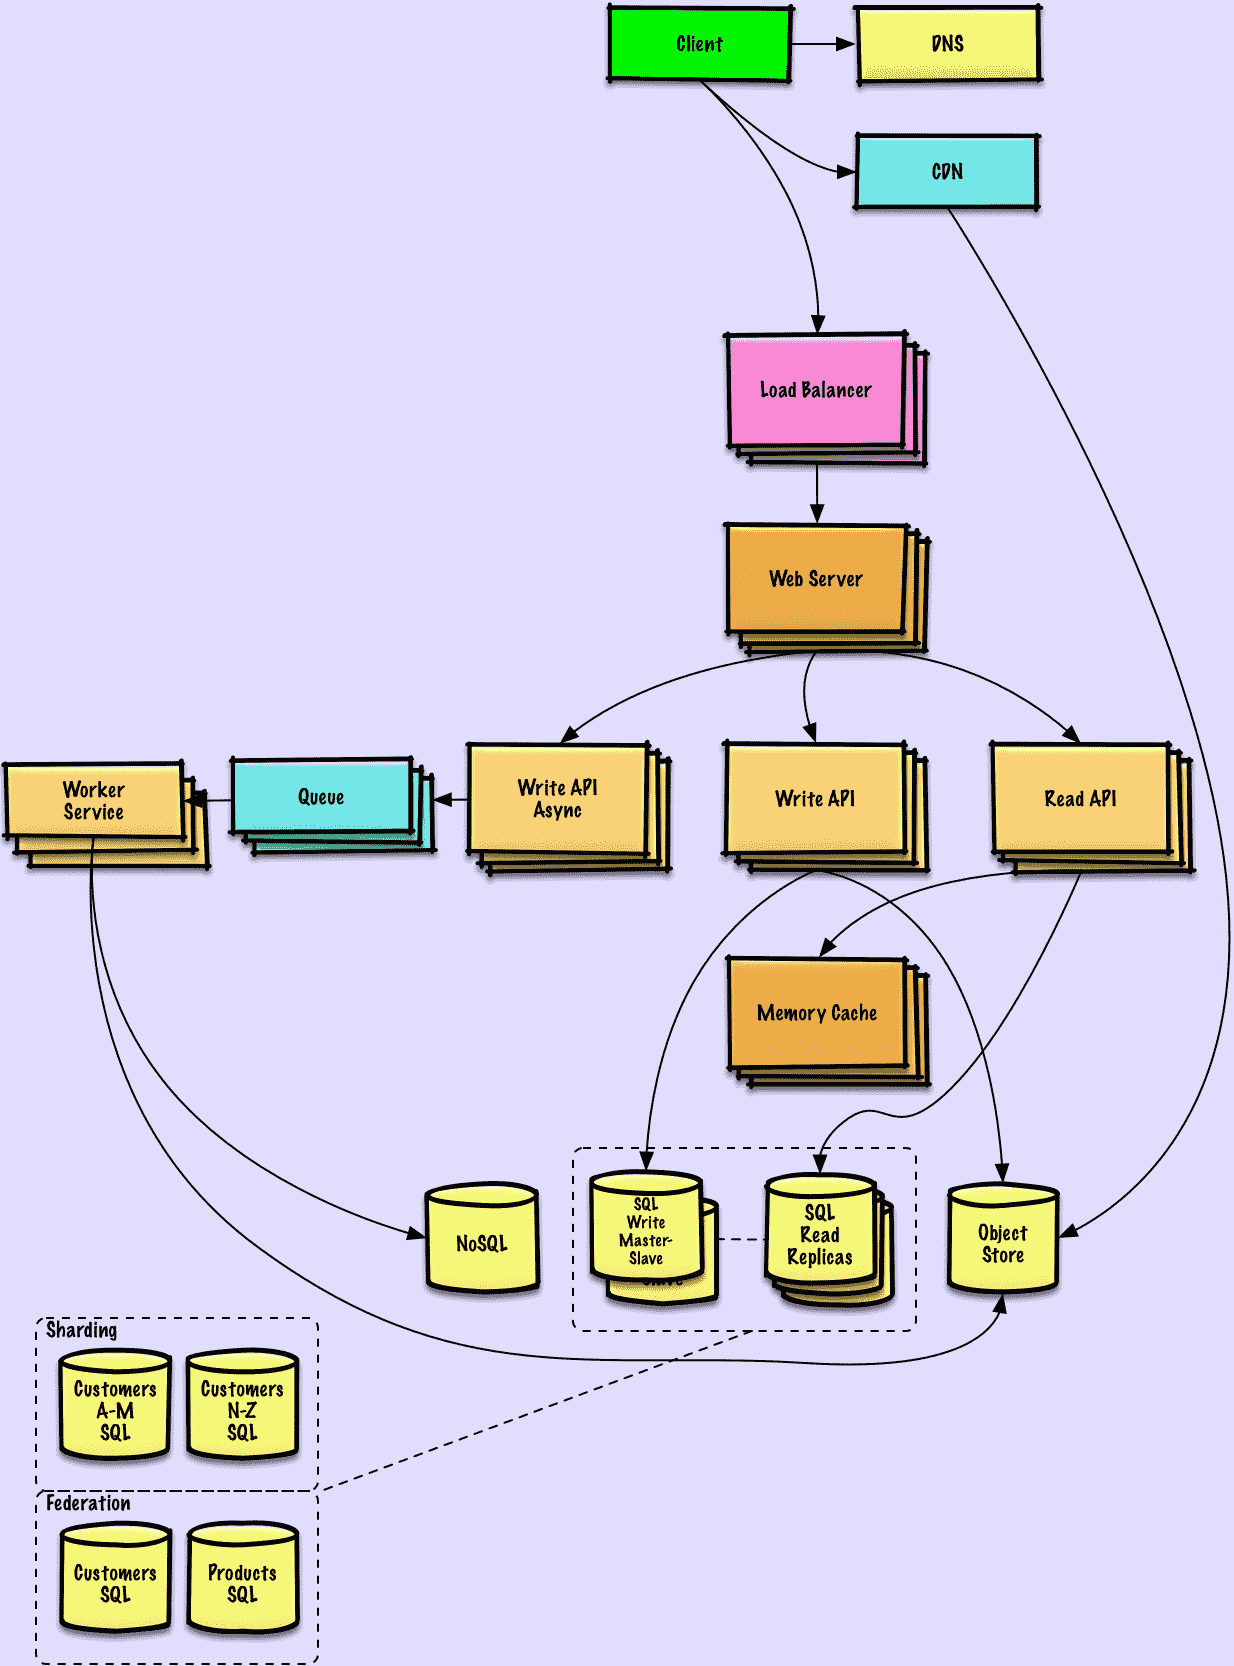 Client
DNS
CDN
Load Balancer
Web Server
Worker
Service
Queue
Write API
Async
Write API
Read API
Memory Cache
NoSQL
SQL
Write
Master-
Slave
SQL
Read
Replicas
Object
Store
Sharding
Customers
A-M
SQL
Customers
N-Z
SQL
Federation
Customers
SQL
Products
SQL